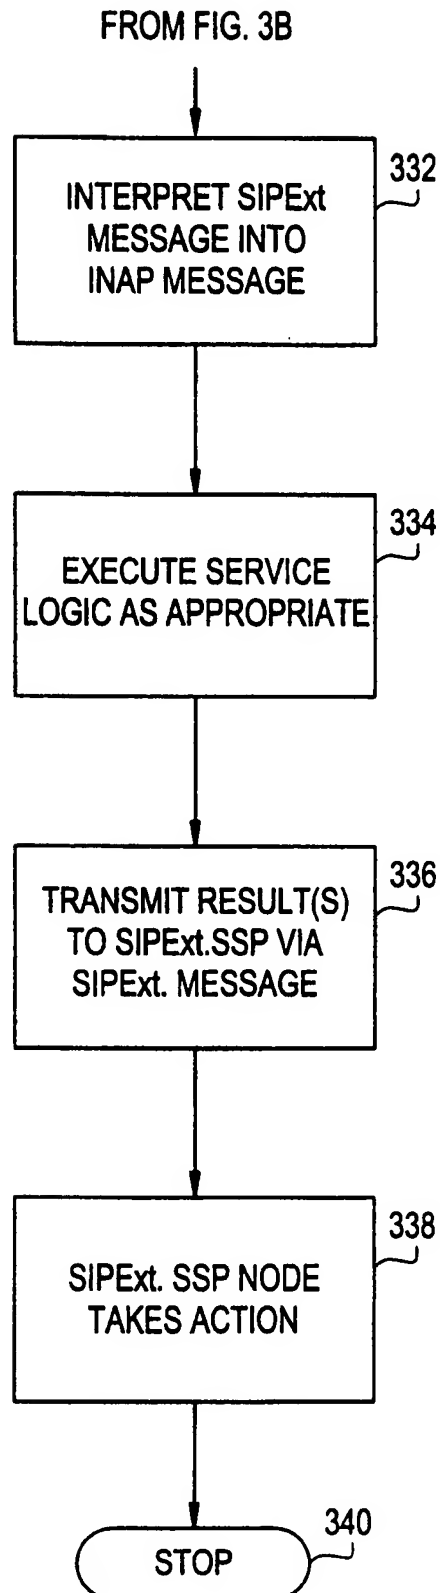 FROM FIG. 3B
332
INTERPRET SIPExt
MESSAGE INTO
INAP MESSAGE
334
EXECUTE SERVICE
LOGIC AS APPROPRIATE
336
TRANSMIT RESULT(S)
TO SIPExt.SSP VIA
SIPExt. MESSAGE
338
SIPExt. SSP NODE
TAKES ACTION
340
STOP